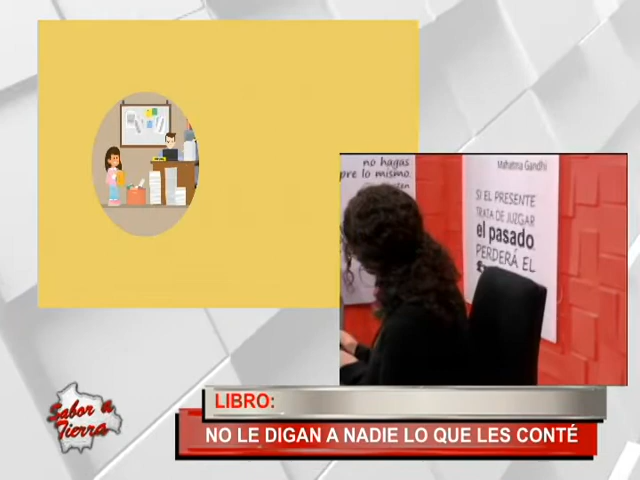 no hagas
pre lo mismo.
Mahatma Gandhi
SI EL PRESENTE
TRATA DE JUZGAR
el pasado,
PERDERÁ EL
LIBRO:
NO LE DIGAN A NADIE LO QUE LES CONTÉ
Sabor a
Tierra